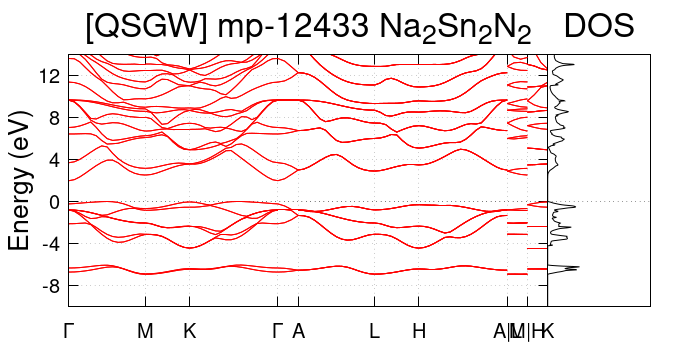 [QSGW] mp-12433 Na₂Sn₂N₂ DOS
12
8
4
0
-4
-8
Energy (eV)
Γ M K Γ A L H A|L M|H K